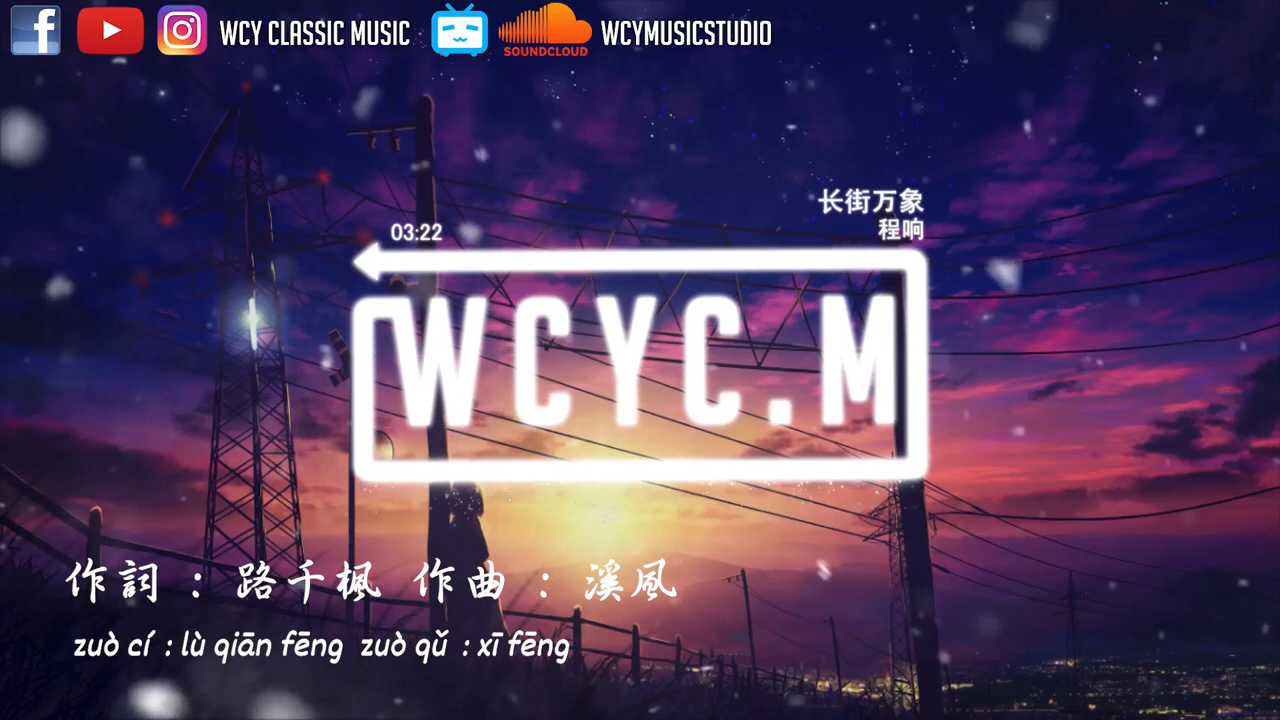 WCY CLASSIC MUSIC
SOUNDCLOUD
WCYMUSICSTUDIO
长街万象
程响
03:22
WCYC.M
作詞 : 路千楓 作曲 : 溪風
zuò cí : lù qiān fēng zuò qǔ : xī fēng